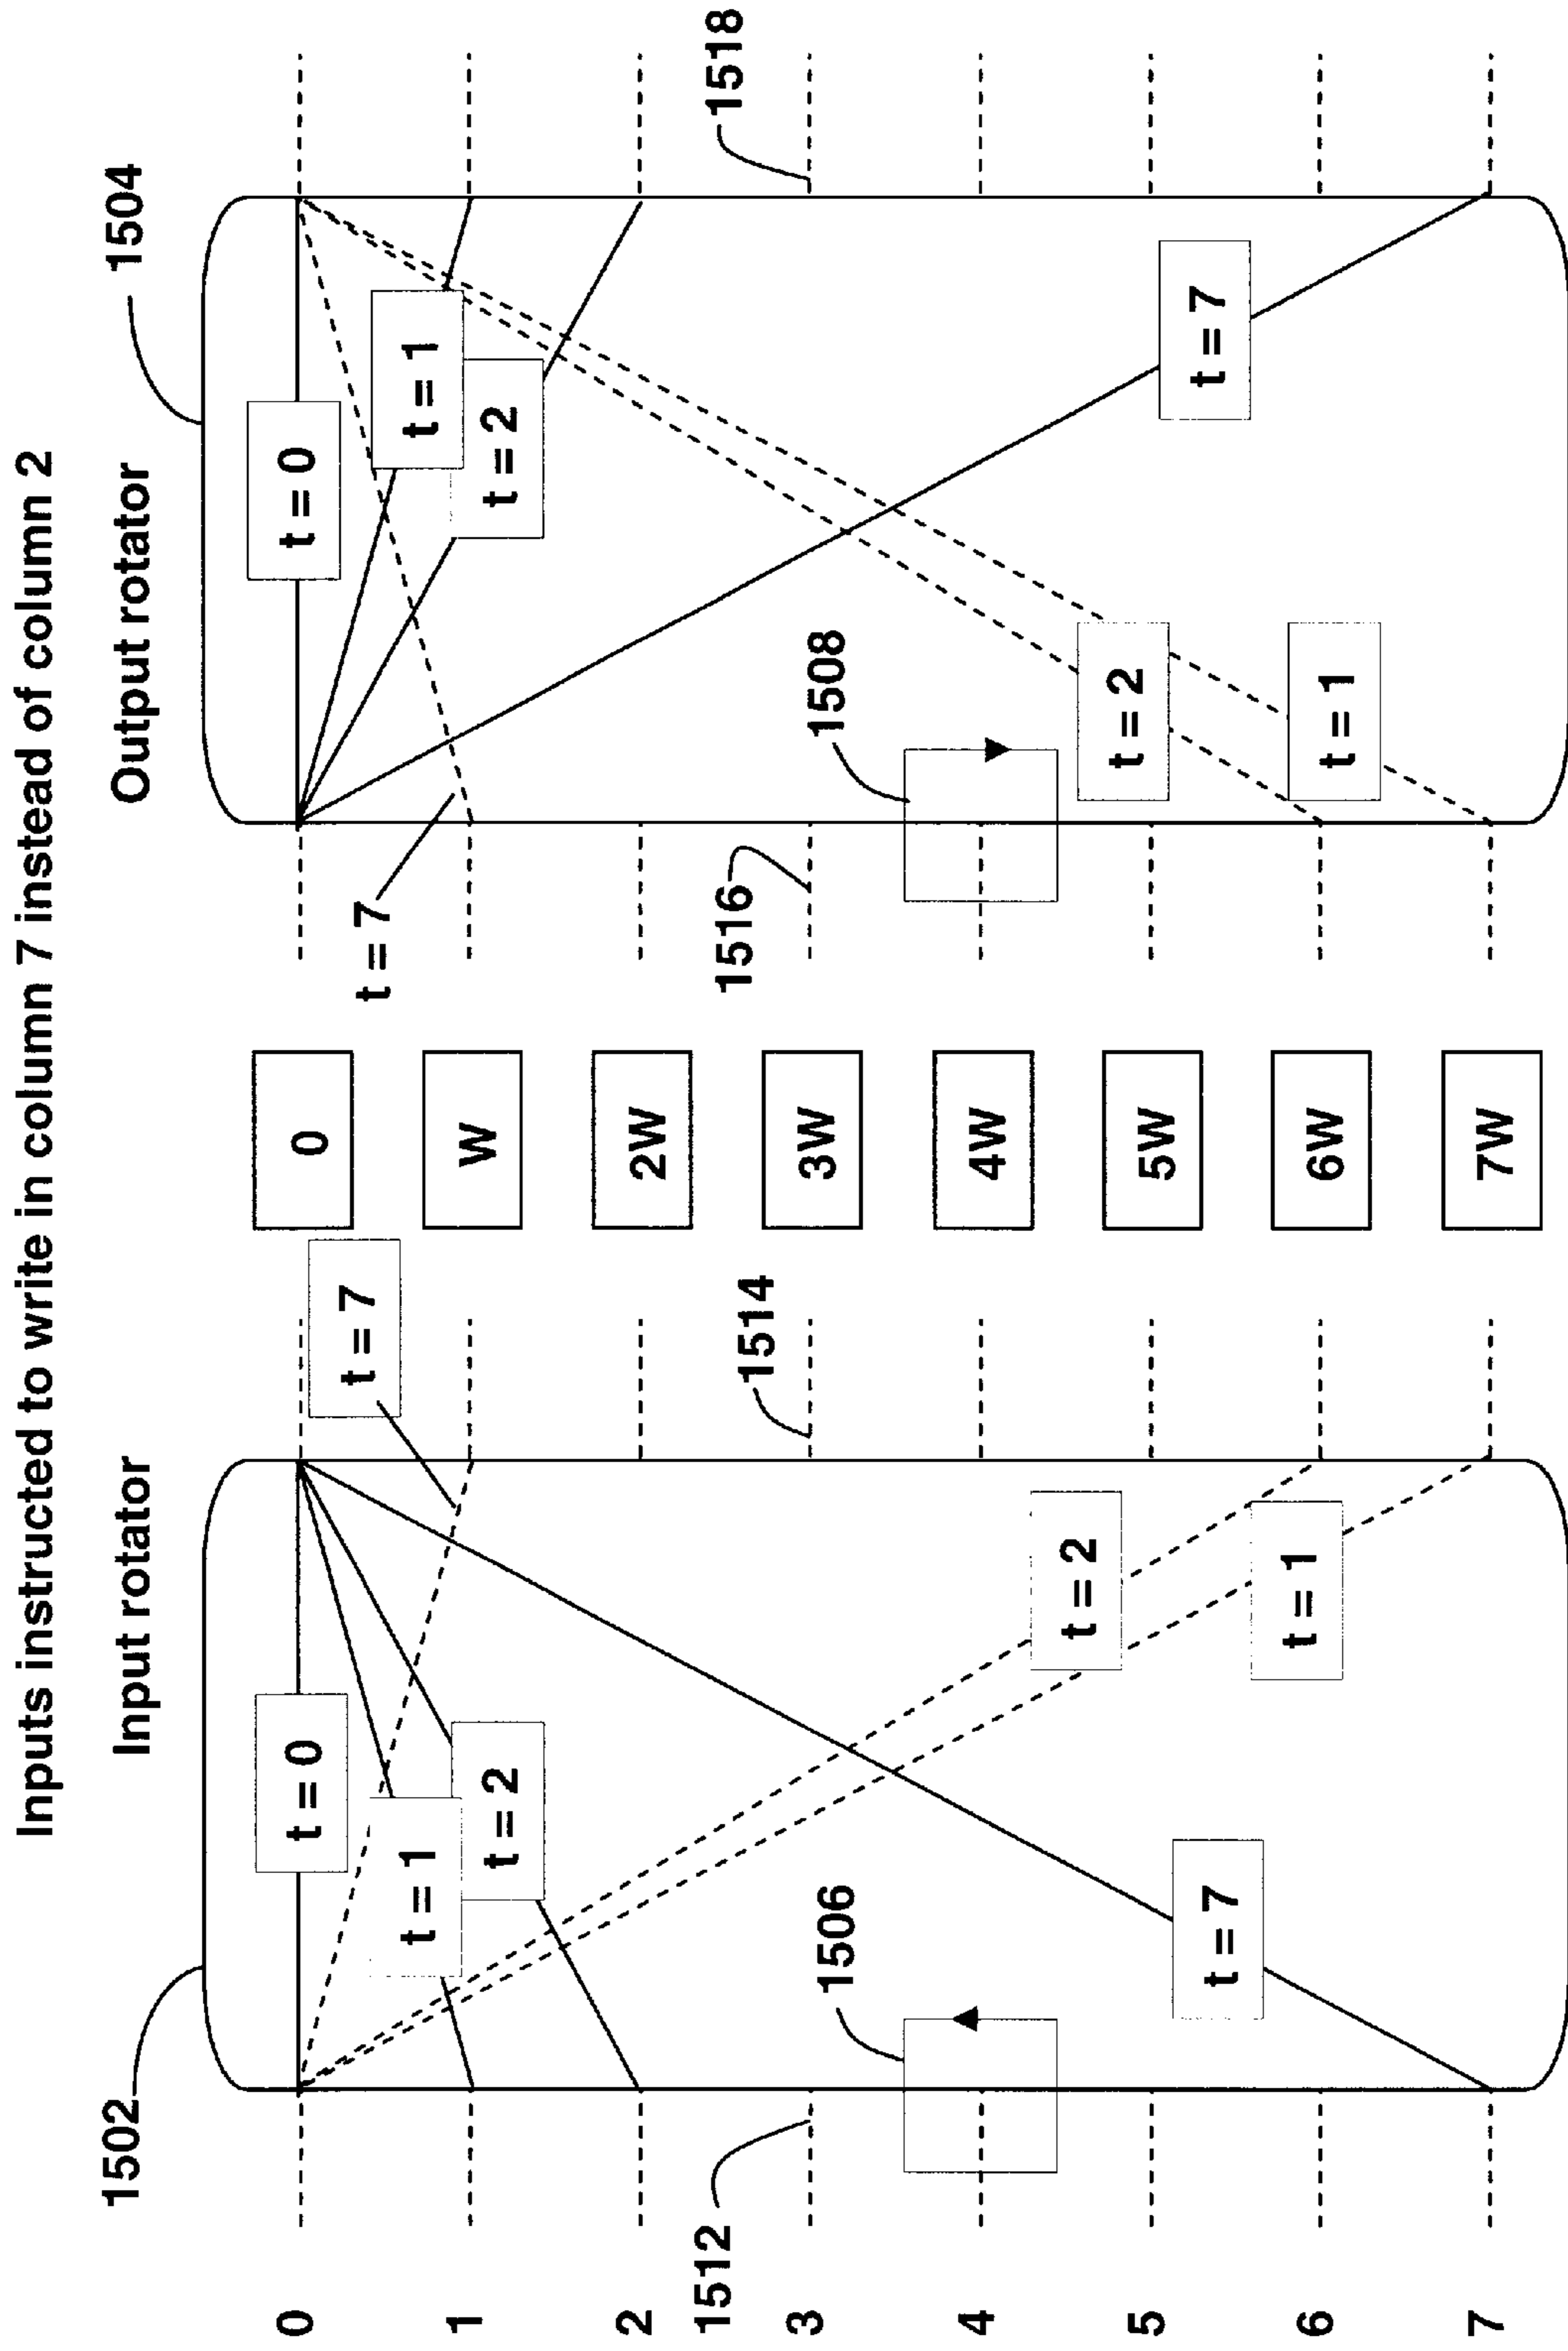 Inputs instructed to write in column 7 instead of column 2
Input rotator
Output rotator
1502
1504
0
t = 0
t = 7
0
t = 7
t = 0
1
t = 1
W
t = 1
2
t = 2
2W
t = 2
1512
1514
1516
1518
3
1506
3W
1508
4
4W
5
t = 2
5W
t = 2
t = 7
t = 7
6
t = 1
6W
t = 1
7
7W